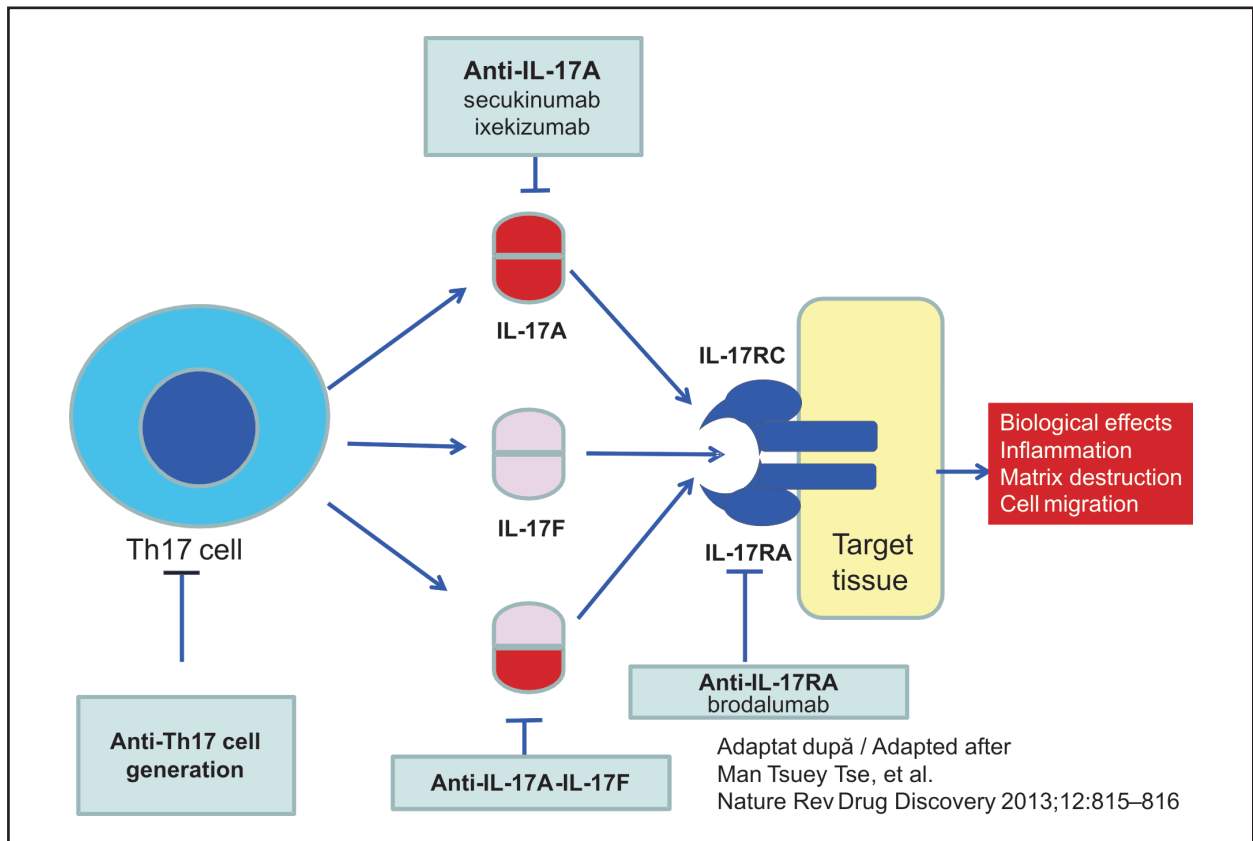 Anti-IL-17A
secukinumab
ixekizumab
IL-17A
IL-17RC
IL-17F
Biological effects
Inflammation
Matrix destruction
Cell migration
Th17 cell
IL-17RA
Target
tissue
Anti-Th17 cell
generation
Anti-IL-17A-IL-17F
Anti-IL-17RA
brodalumab
Adaptat după / Adapted after
Man Tsuey Tse, et al.
Nature Rev Drug Discovery 2013;12:815–816